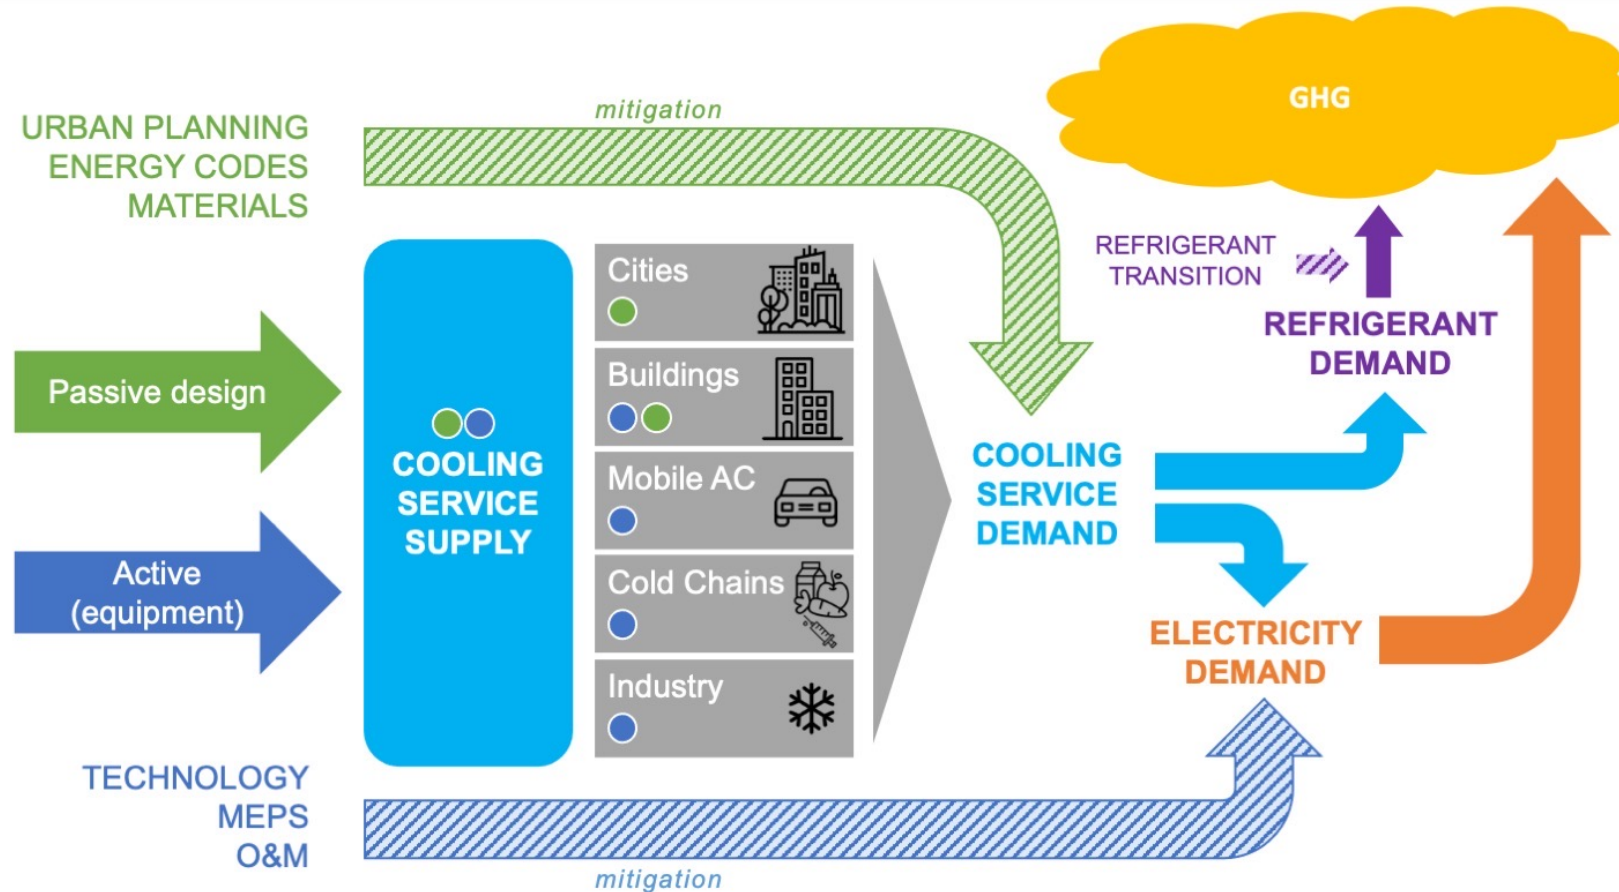 mitigation
URBAN PLANNING
ENERGY CODES
MATERIALS
GHG
Passive design
Active
(equipment)
COOLING
SERVICE
SUPPLY
Cities
Buildings
Mobile AC
Cold Chains
Industry
COOLING
SERVICE
DEMAND
REFRIGERANT
TRANSITION
REFRIGERANT
DEMAND
ELECTRICITY
DEMAND
TECHNOLOGY
MEPS
O&M
mitigation